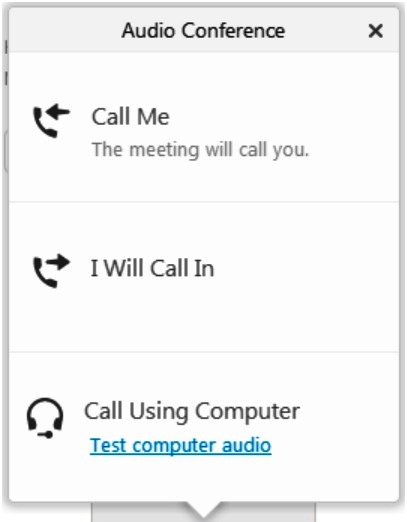 Audio Conference
Call Me
The meeting will call you.
I Will Call In
Call Using Computer
Test computer audio